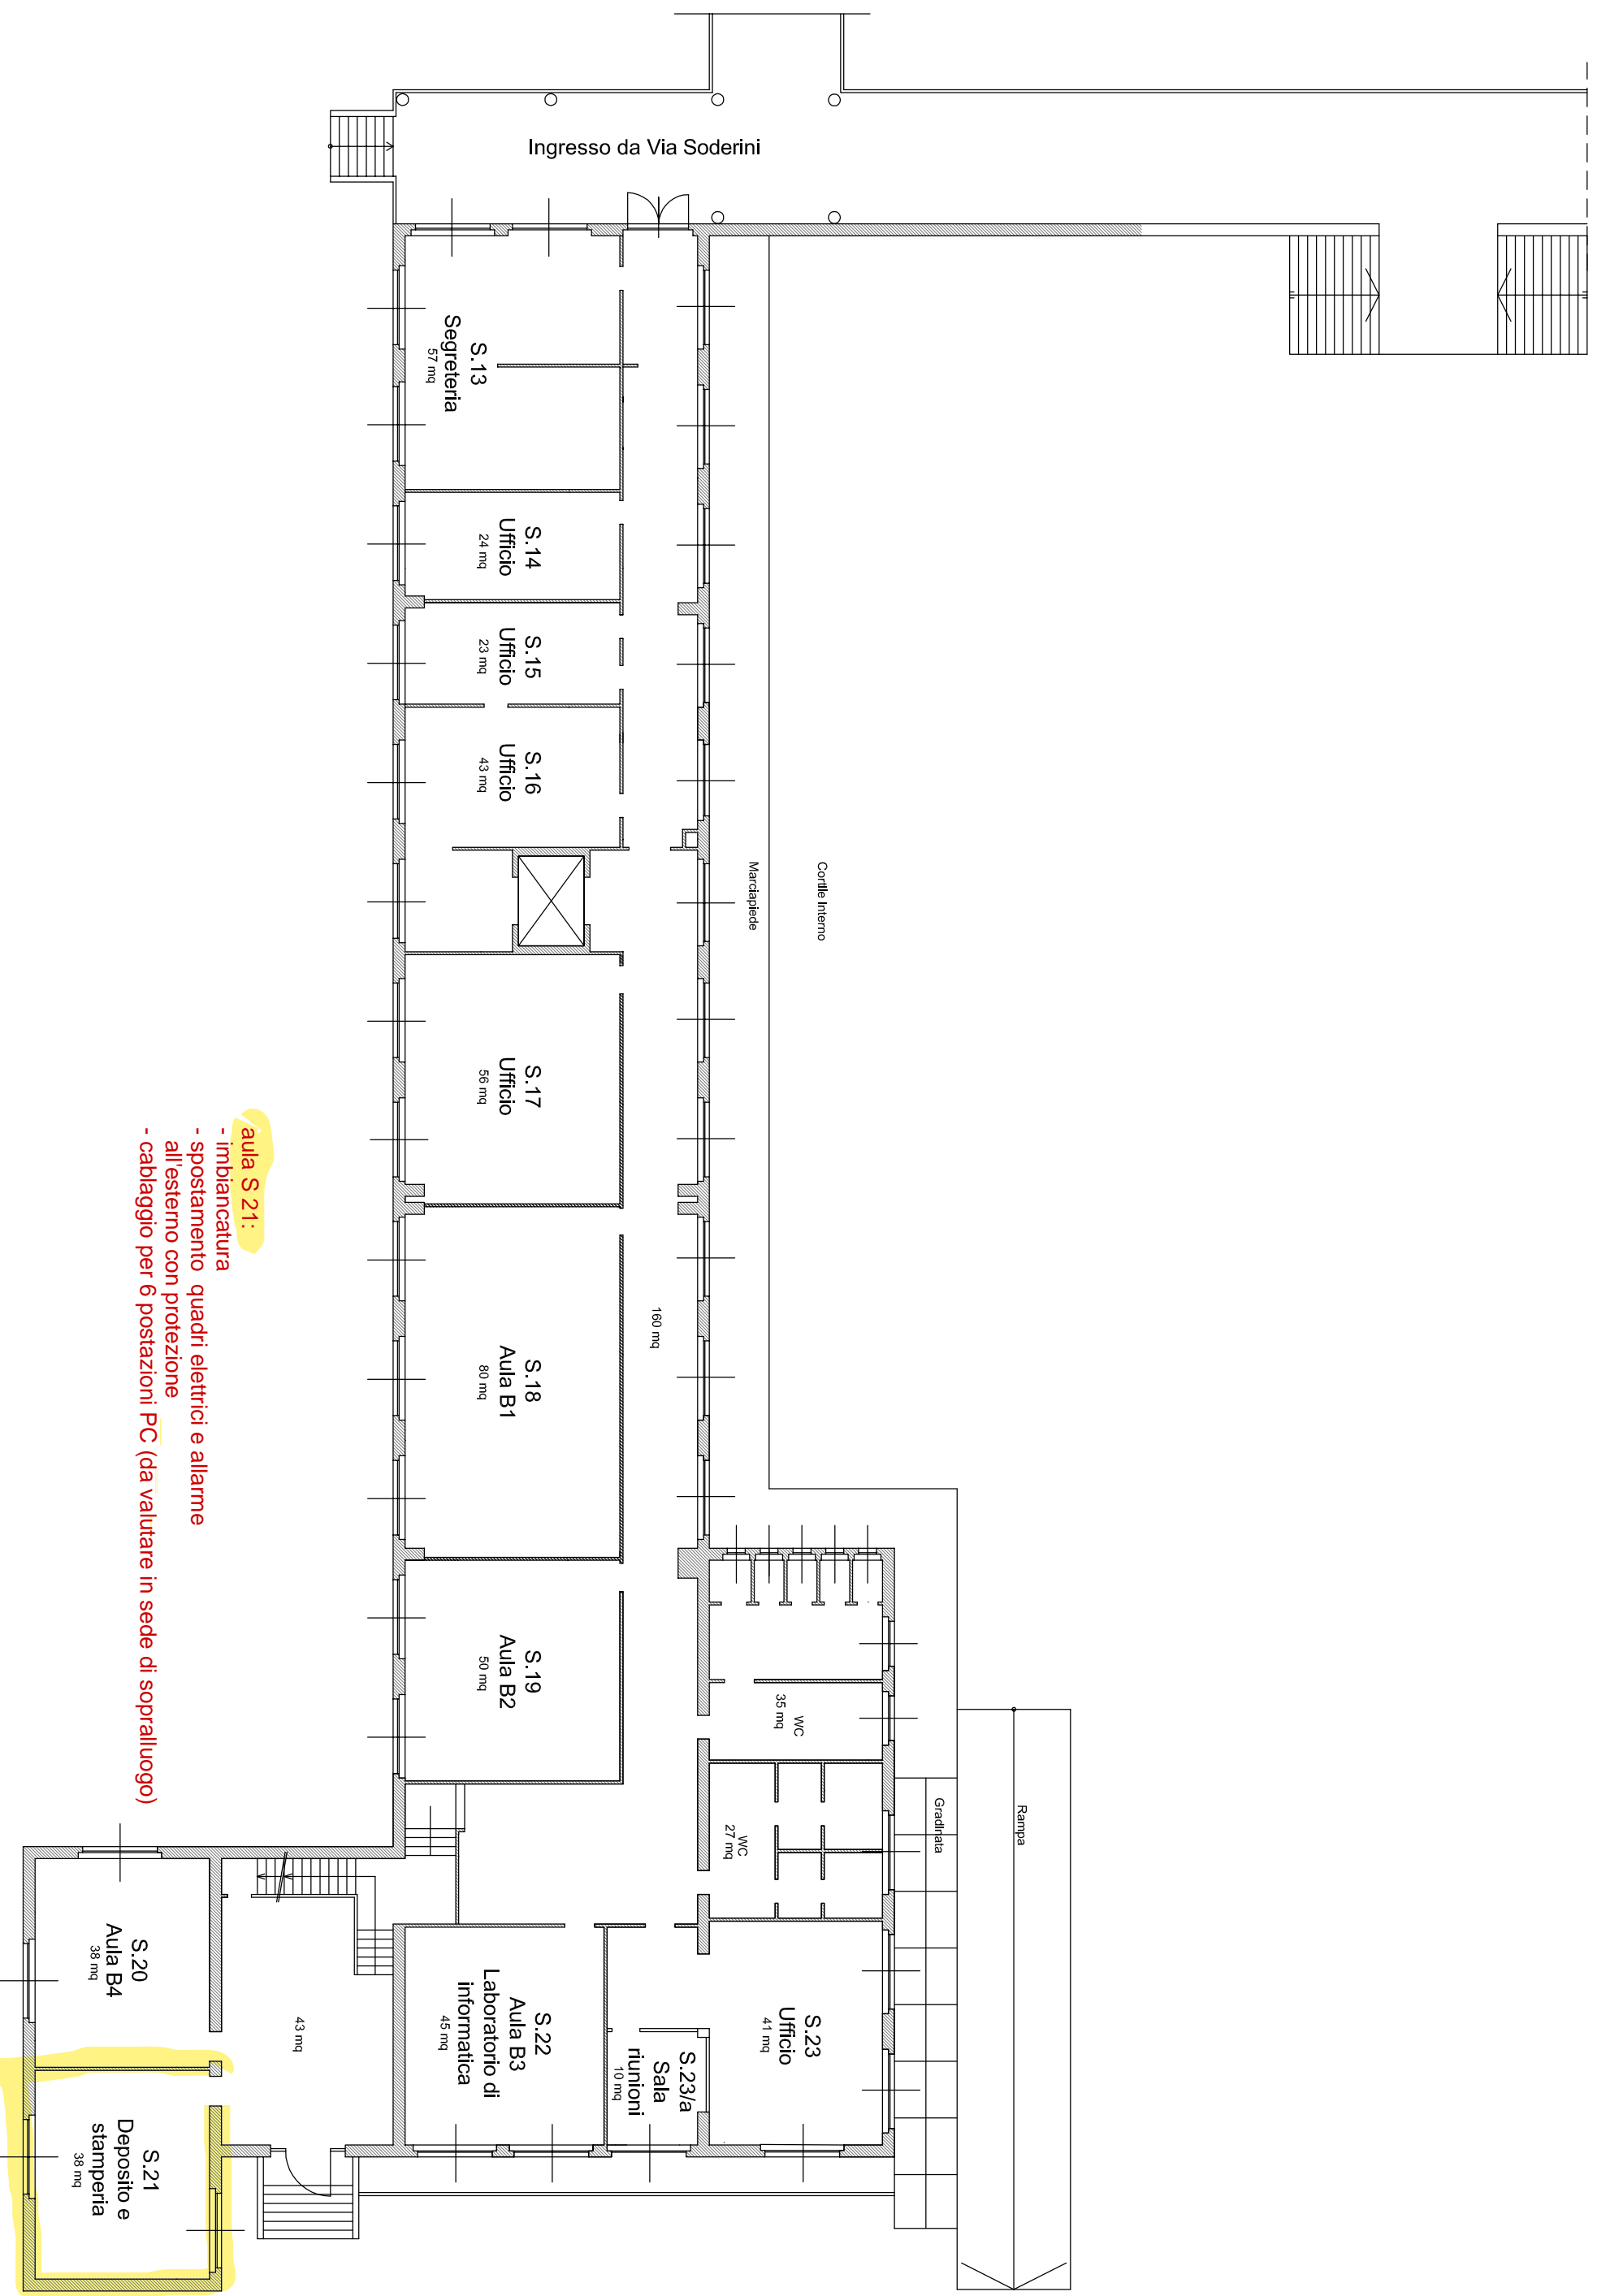 Ingresso da Via Soderini
S.13
Segreteria
57 mq
S.14
Ufficio
24 mq
S.15
Ufficio
23 mq
S.16
Ufficio
43 mq
Marciapiede
Cortile Interno
S.17
Ufficio
56 mq
aula S 21:
- imbiancatura
- spostamento quadri elettrici e allarme
all'esterno con protezione
- cablaggio per 6 postazioni PC (da valutare in sede di sopralluogo)
S.18
Aula B1
80 mq
160 mq
S.19
Aula B2
50 mq
WC
35 mq
WC
27 mq
Gradinata
Rampa
S.20
Aula B4
38 mq
43 mq
S.22
Aula B3
Laboratorio di
informatica
45 mq
S.23/a
Sala
riunioni
10 mq
S.23
Ufficio
41 mq
S.21
Deposito e
stamperia
38 mq